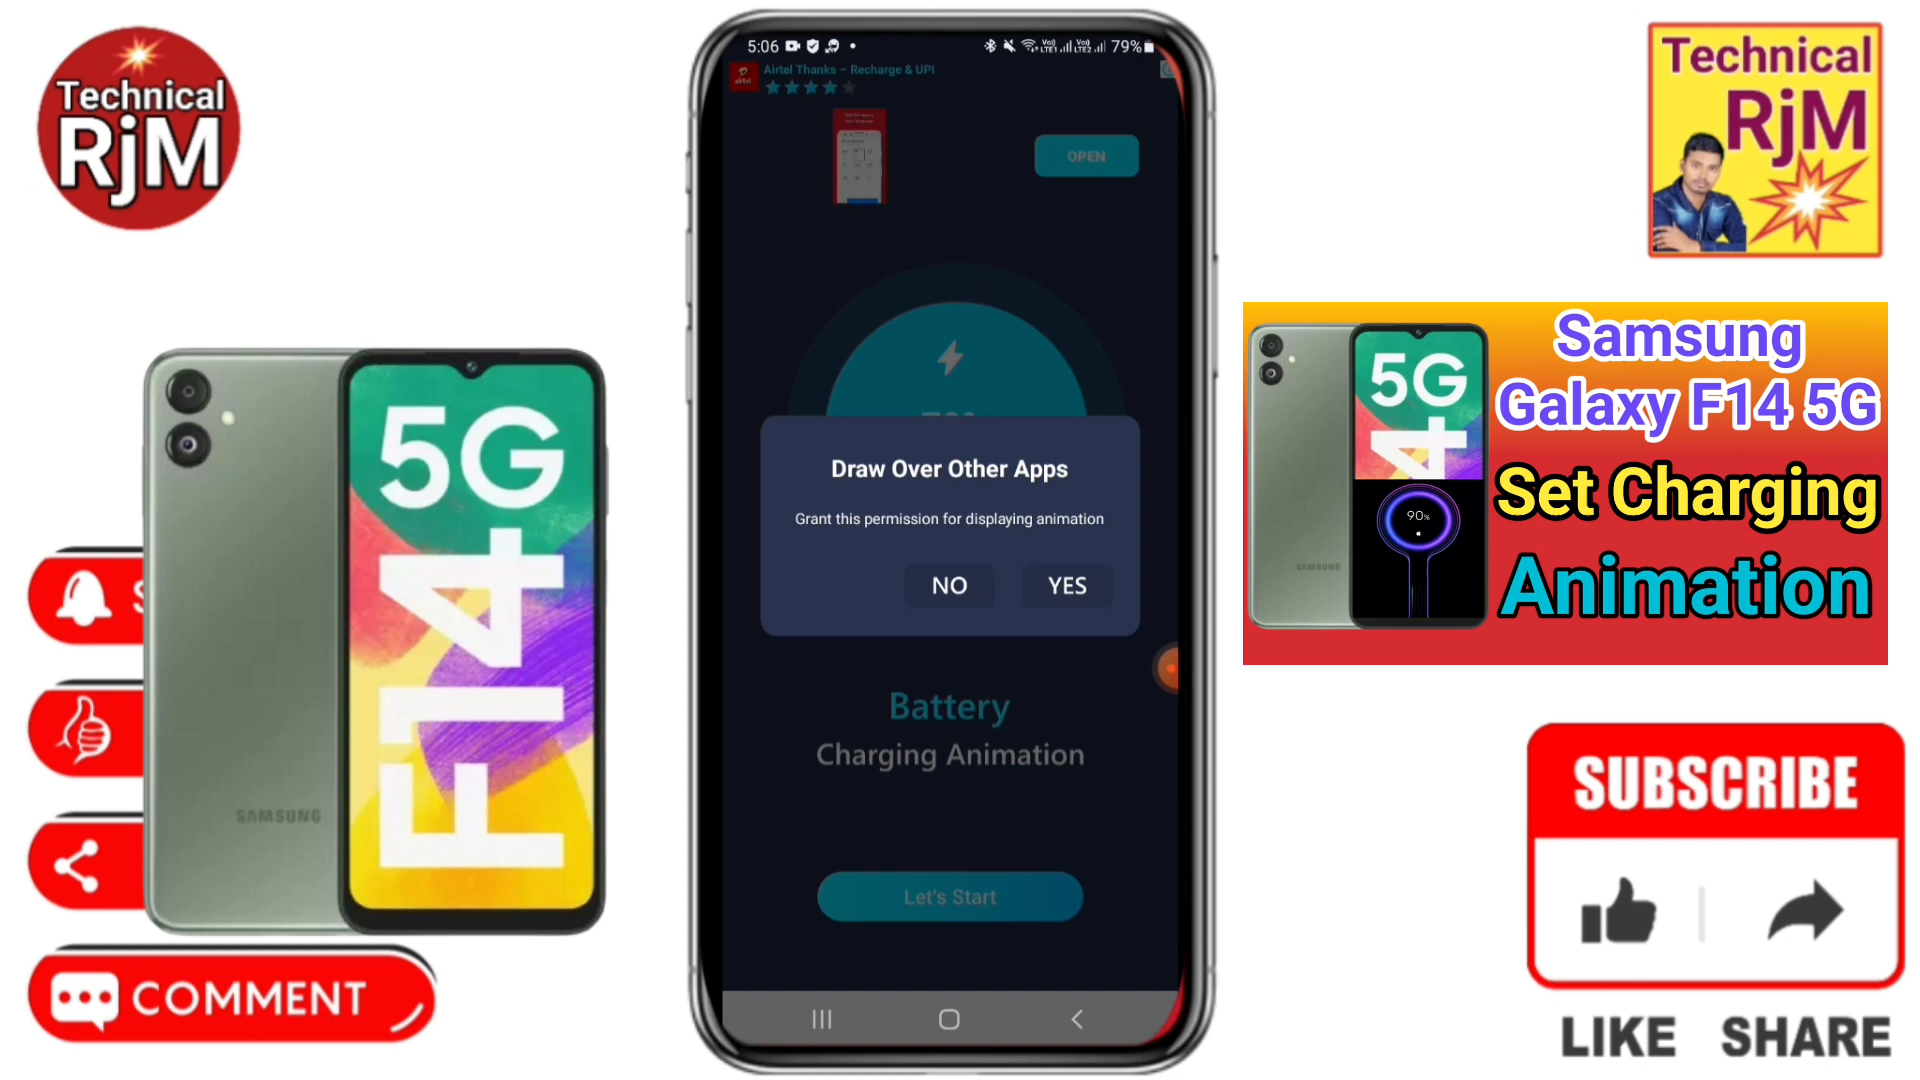 Technical
RjM
5G
F14
SAMSUNG
S
COMMENT
5:06
79%
Airtel Thanks – Recharge & UPI
airtel
OPEN
Draw Over Other Apps
Grant this permission for displaying animation
NO
YES
Battery
Charging Animation
Let's Start
Technical
RjM
5G
14
90%
SAMSUNG
Samsung
Galaxy F14 5G
Set Charging
Animation
SUBSCRIBE
LIKE SHARE